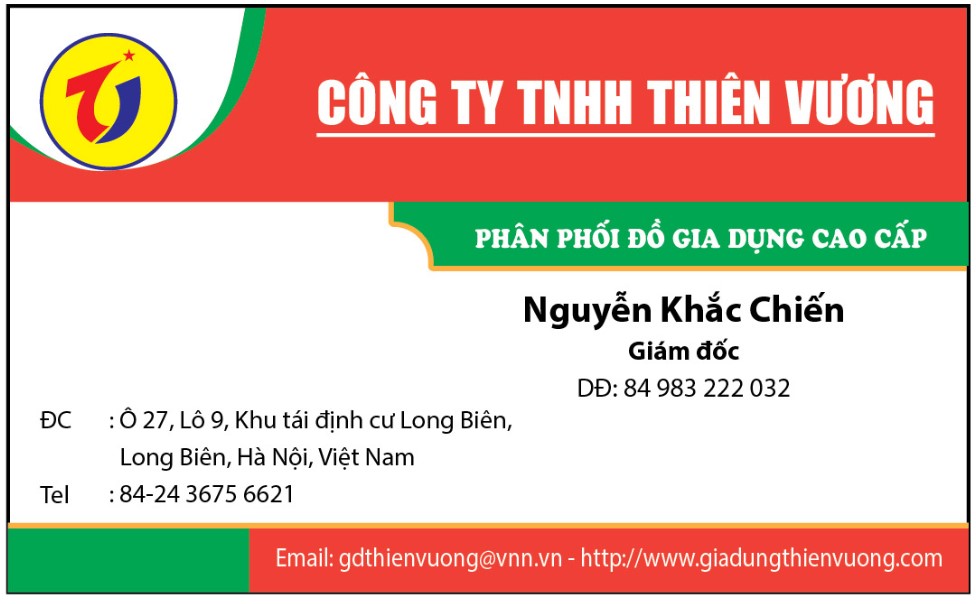 CÔNG TY TNHH THIÊN VƯƠNG
PHÂN PHỐI ĐỒ GIA DỤNG CAO CẤP
Nguyễn Khắc Chiến
Giám đốc
DĐ: 84 983 222 032
ĐC : Ô 27, Lô 9, Khu tái định cư Long Biên,
Long Biên, Hà Nội, Việt Nam
Tel : 84-24 3675 6621
Email: gdthienvuong@vnn.vn - http://www.giadungthienvuong.com